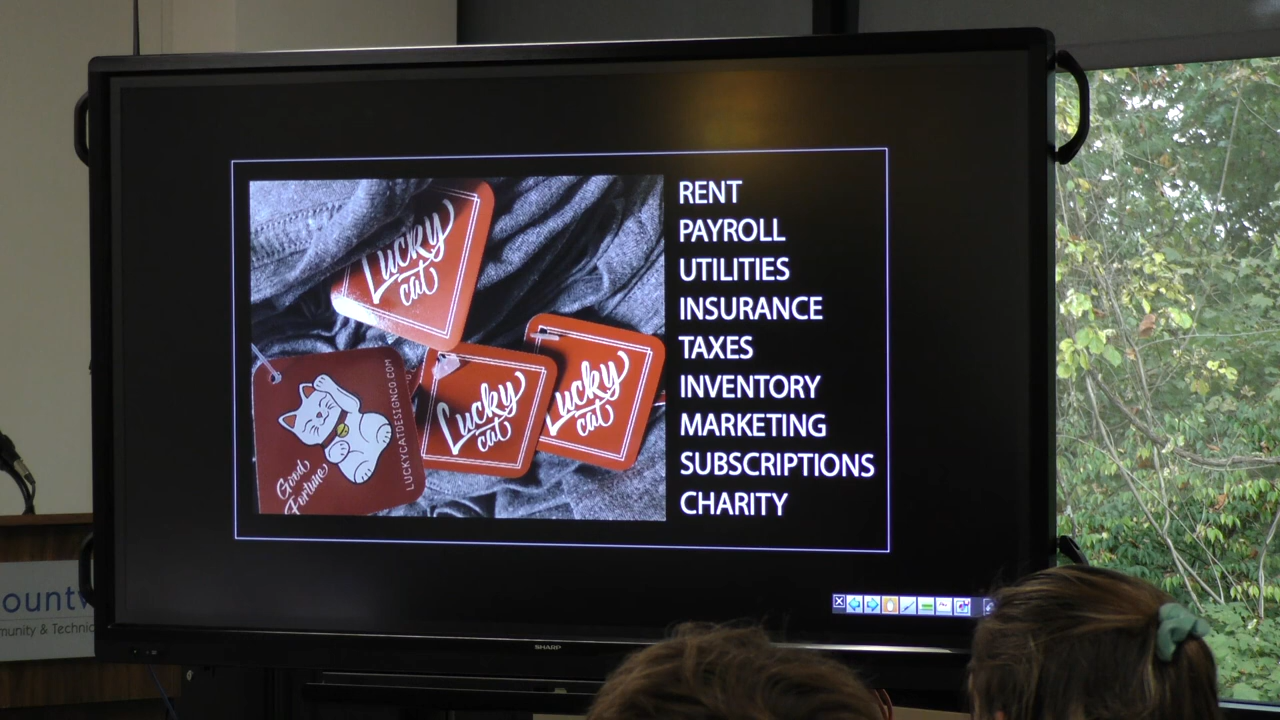 RENT
PAYROLL
UTILITIES
INSURANCE
TAXES
INVENTORY
MARKETING
SUBSCRIPTIONS
CHARITY
Lucky
cat
Lucky
cat
Lucky
cat
Good
Fortune
LUCKYCATDESIGNCO.COM
SHARP